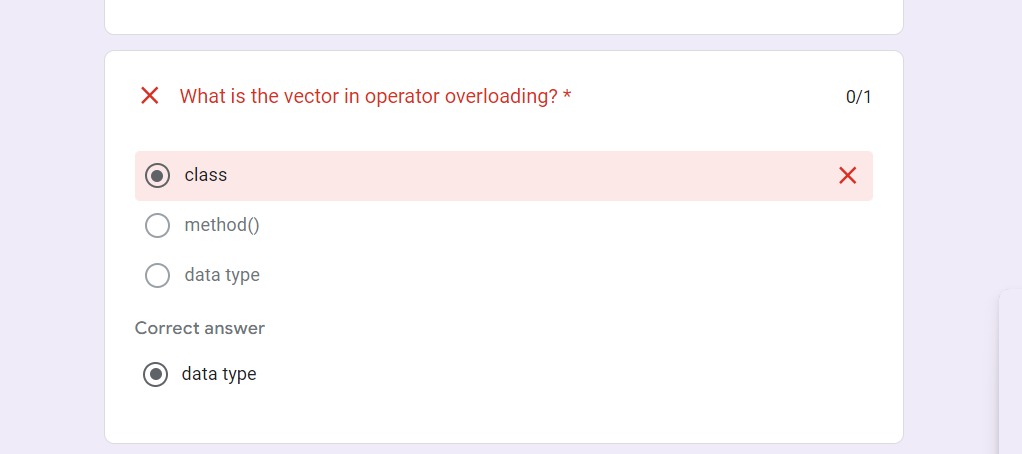 What is the vector in operator overloading? *
0/1
class
method()
data type
Correct answer
data type